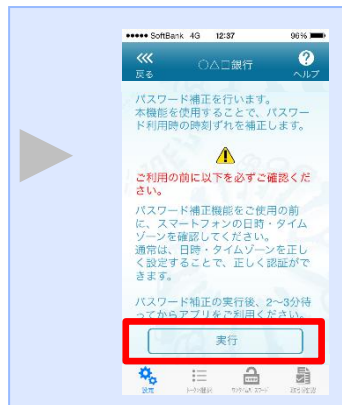 ●●●●● SoftBank 4G 12:37 96%
戻る
〇△□銀行
?
ヘルプ
パスワード補正を行います。
本機能を使用することで、パスワー
ド利用時の時刻ずれを補正します。
ご利用の前に以下を必ずご確認くだ
さい。
パスワード補正機能をご使用の前
に、スマートフォンの日時・タイム
ゾーンを確認してください。
通常は、日時・タイムゾーンを正し
く設定することで、正しく認証がで
きます。
パスワード補正の実行後、2～3分待
ってからアプリをご利用ください。
実行
設定